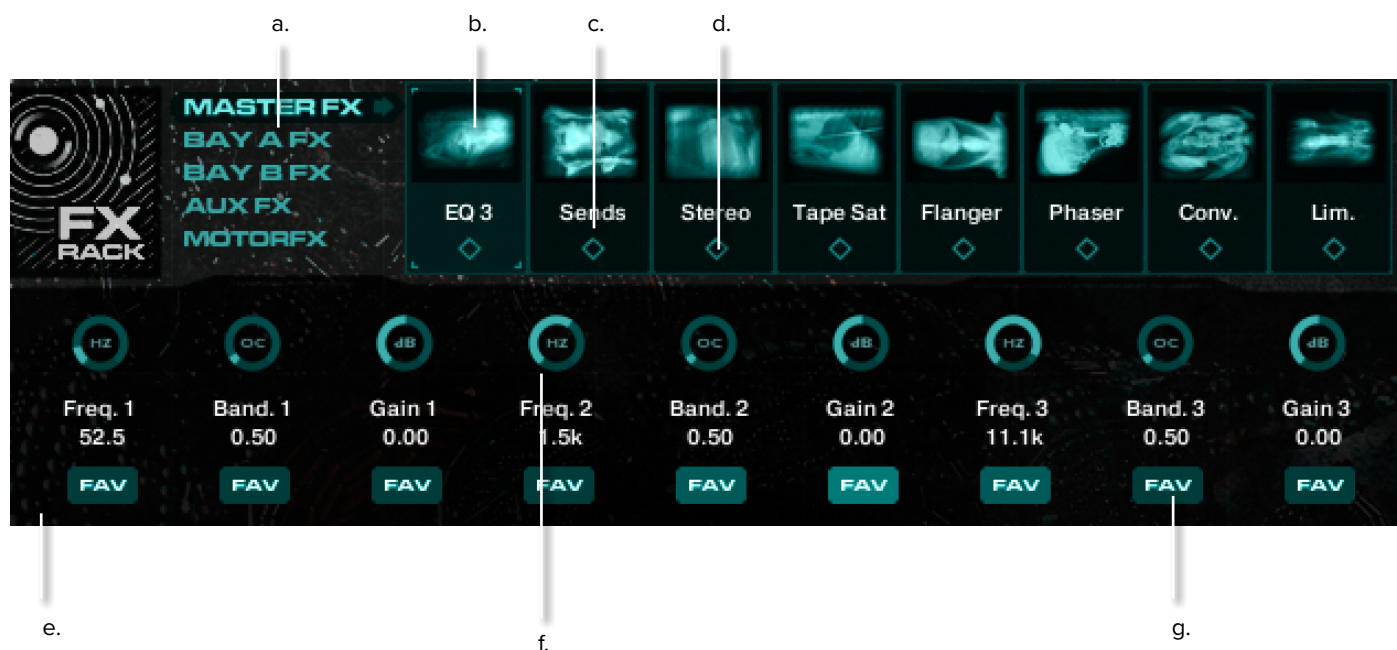 a. b. c. d.
FX
RACK
MASTER FX
BAY A FX
BAY B FX
AUX FX
MOTORFX
EQ 3 Sends Stereo Tape Sat Flanger Phaser Conv. Lim.
HZ OC dB HZ OC dB HZ OC dB
Freq. 1 Band. 1 Gain 1 Freq. 2 Band. 2 Gain 2 Freq. 3 Band. 3 Gain 3
52.5 0.50 0.00 1.5k 0.50 0.00 11.1k 0.50 0.00
FAV FAV FAV FAV FAV FAV FAV FAV FAV
e. f. g.